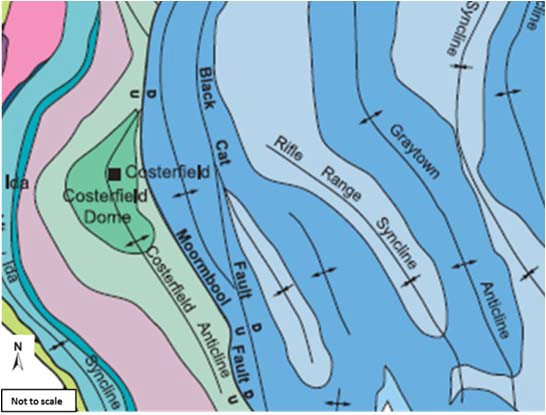 Syncline
cline
Black
U
D
Cat
Graytown
Rifle
Range
Syncline
Costerfield
Ida
Costerfield
Dome
Moormbool
Fault
D
Ida
Costerfield
Anticline
Anticline
U
Fault
D
U
N
Syncline
Not to scale